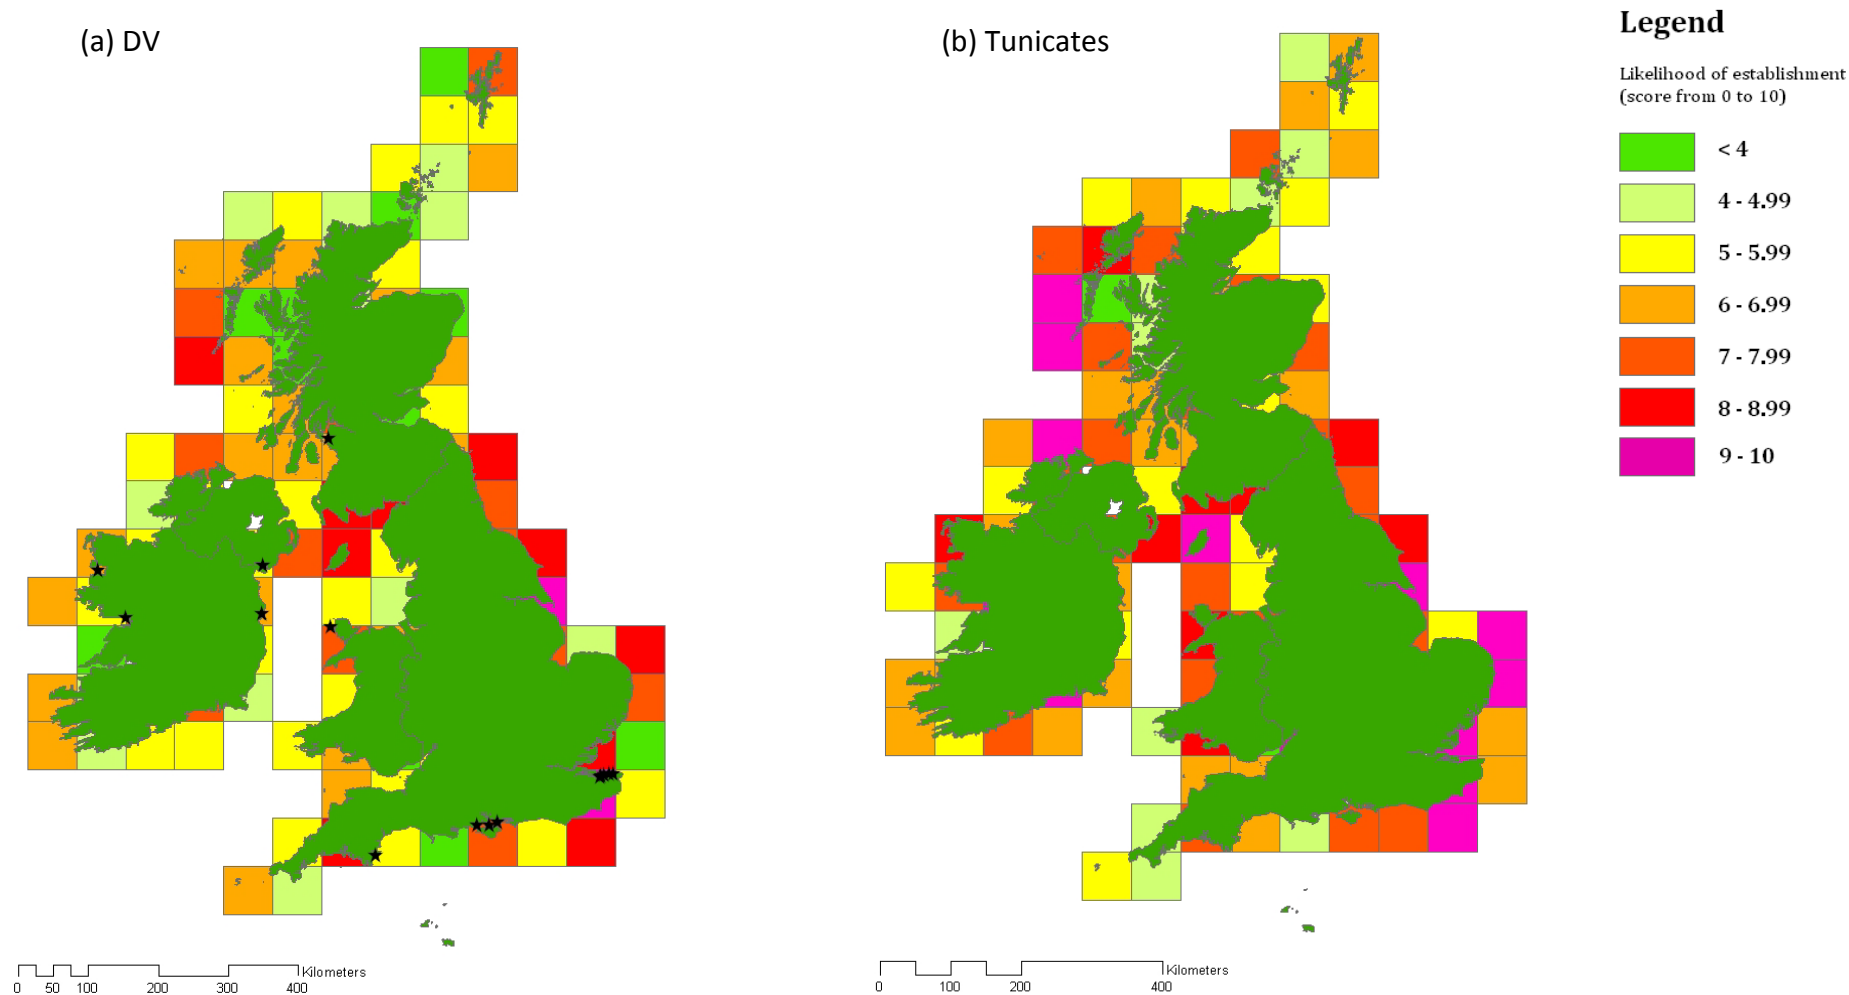 (a) DV
(b) Tunicates
Legend
Likelihood of establishment
(score from 0 to 10)
< 4
4 - 4.99
5 - 5.99
6 - 6.99
7 - 7.99
8 - 8.99
9 - 10
Kilometers
0 50 100 200 300 400
Kilometers
0 100 200 400